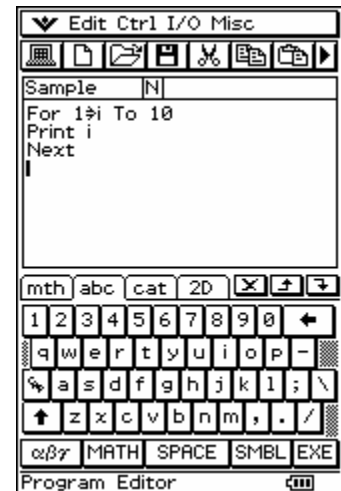 Edit Ctrl I/O Misc
Sample N
For 1⇒i To 10
Print i
Next
mth abc cat 2D
1 2 3 4 5 6 7 8 9 0
q w e r t y u i o p -
a s d f g h j k l ; \
z x c v b n m , . /
αβγ MATH SPACE SMBL EXE
Program Editor